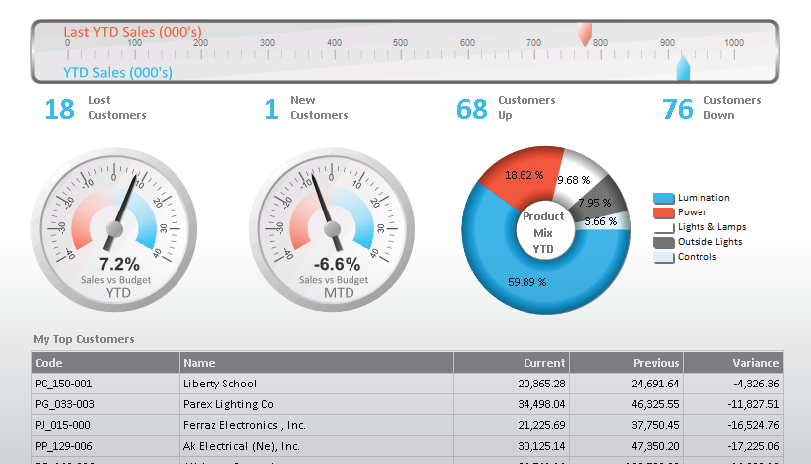 Last YTD Sales (000's)
0 100 200 300 400 500 600 700 800 900 1000
YTD Sales (000's)
18 Lost Customers
1 New Customers
68 Customers Up
76 Customers Down
-40 -30 -20 -10 0 10 20 30 40
7.2%
Sales vs Budget
YTD
-40 -30 -20 -10 0 10 20 30 40
-6.6%
Sales vs Budget
MTD
18.62 %
9.68 %
7.95 %
3.66 %
59.89 %
Product
Mix
YTD
Lumination
Power
Lights & Lamps
Outside Lights
Controls
My Top Customers
Code Name Current Previous Variance
PC_150-001 Liberty School 20,365.28 24,691.64 -4,326.36
PG_033-003 Parex Lighting Co 34,498.04 46,325.55 -11,827.51
PJ_015-000 Ferraz Electronics , Inc. 21,225.69 37,750.45 -16,524.76
PP_129-006 Ak Electrical (Ne), Inc. 30,125.14 47,350.20 -17,225.06